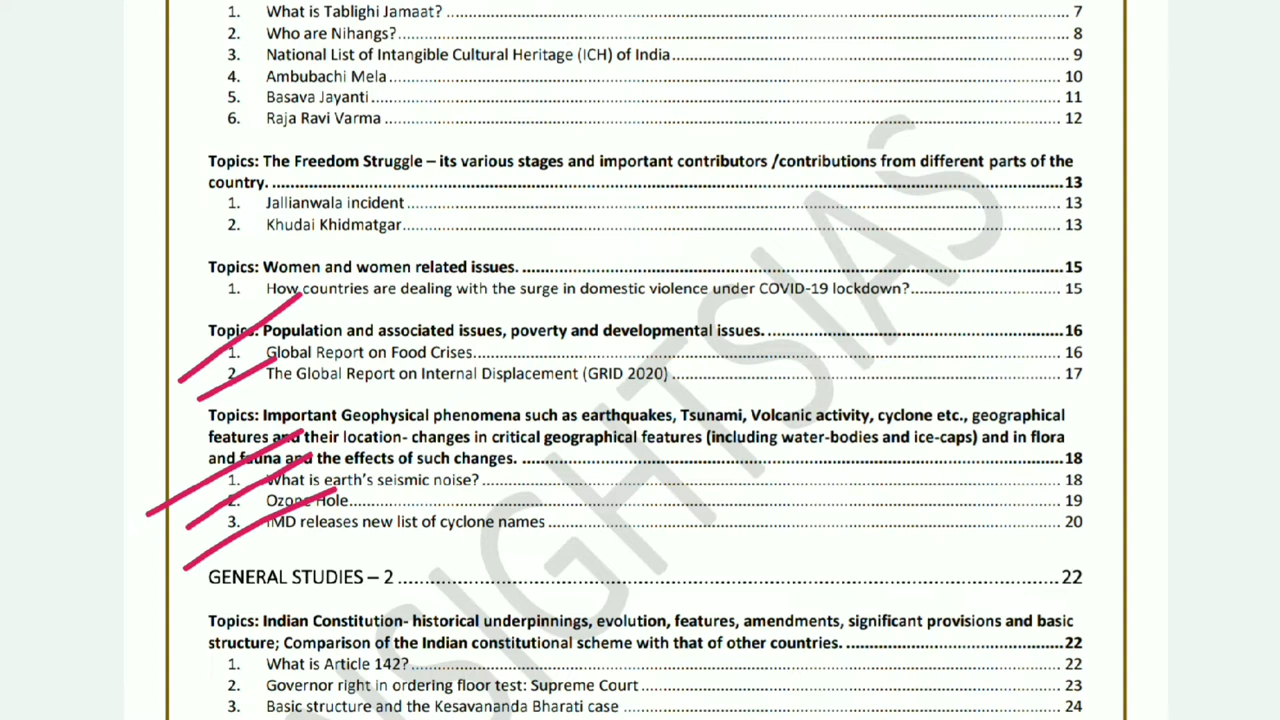 1. What is Tablighi Jamaat? 7
2. Who are Nihangs? 8
3. National List of Intangible Cultural Heritage (ICH) of India 9
4. Ambubachi Mela 10
5. Basava Jayanti 11
6. Raja Ravi Varma 12
Topics: The Freedom Struggle – its various stages and important contributors /contributions from different parts of the
country. 13
1. Jallianwala incident 13
2. Khudai Khidmatgar 13
Topics: Women and women related issues. 15
1. How countries are dealing with the surge in domestic violence under COVID-19 lockdown? 15
Topics: Population and associated issues, poverty and developmental issues. 16
1. Global Report on Food Crises 16
2. The Global Report on Internal Displacement (GRID 2020) 17
Topics: Important Geophysical phenomena such as earthquakes, Tsunami, Volcanic activity, cyclone etc., geographical
features and their location- changes in critical geographical features (including water-bodies and ice-caps) and in flora
and fauna and the effects of such changes. 18
1. What is earth's seismic noise? 18
2. Ozone Hole 19
3. IMD releases new list of cyclone names 20
GENERAL STUDIES – 2 22
Topics: Indian Constitution- historical underpinnings, evolution, features, amendments, significant provisions and basic
structure; Comparison of the Indian constitutional scheme with that of other countries. 22
1. What is Article 142? 22
2. Governor right in ordering floor test: Supreme Court 23
3. Basic structure and the Kesavananda Bharati case 24
INSIGHTSIAS